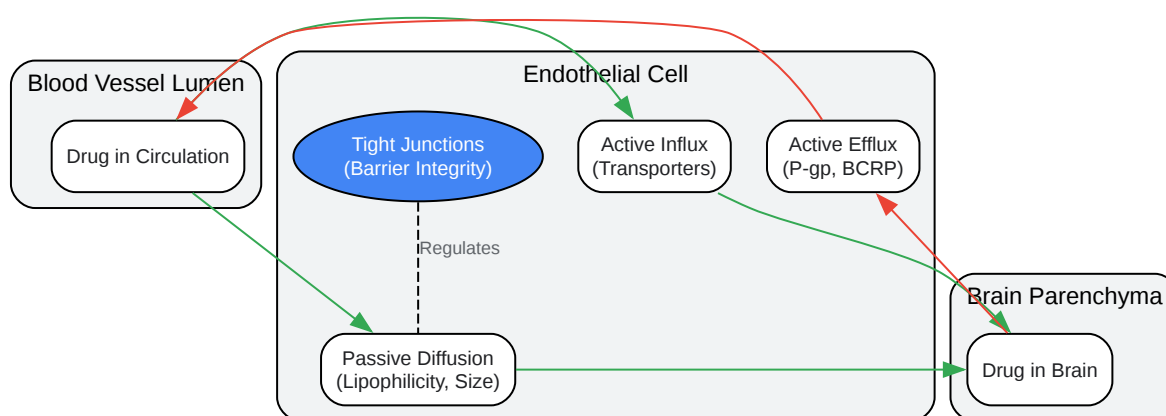 Blood Vessel Lumen
Drug in Circulation
Endothelial Cell
Tight Junctions
(Barrier Integrity)
Active Influx
(Transporters)
Active Efflux
(P-gp, BCRP)
Regulates
Passive Diffusion
(Lipophilicity, Size)
Brain Parenchyma
Drug in Brain